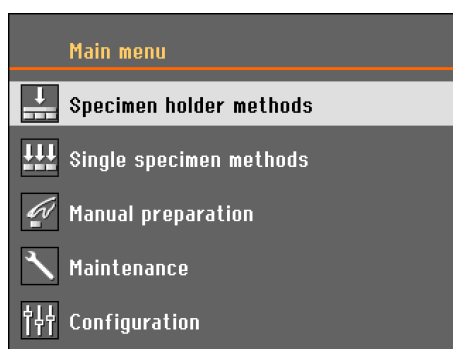 Main menu
Specimen holder methods
Single specimen methods
Manual preparation
Maintenance
Configuration